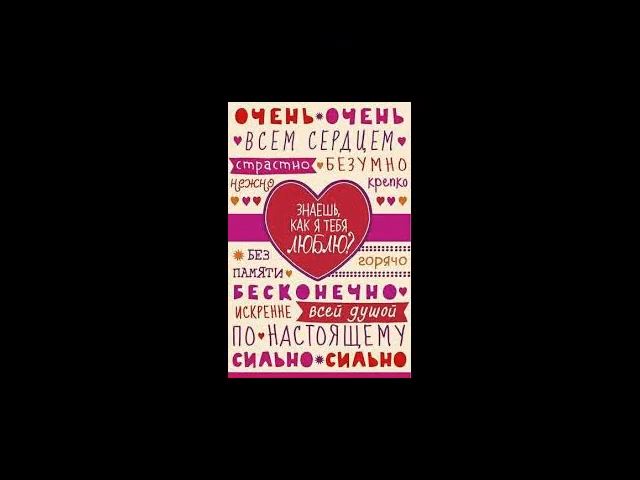 ОЧЕНЬ ОЧЕНЬ
ВСЕМ СЕРДЦЕМ
СТРАСТНО БЕЗУМНО
нежно крепко
ЗНАЕШЬ,
КАК Я ТЕБЯ
ЛЮБЛЮ?
БЕЗ
ПАМЯТИ
горячо
БЕСКОНЕЧНО
ИСКРЕННЕ всей душой
ПО НАСТОЯЩЕМУ
СИЛЬНО СИЛЬНО